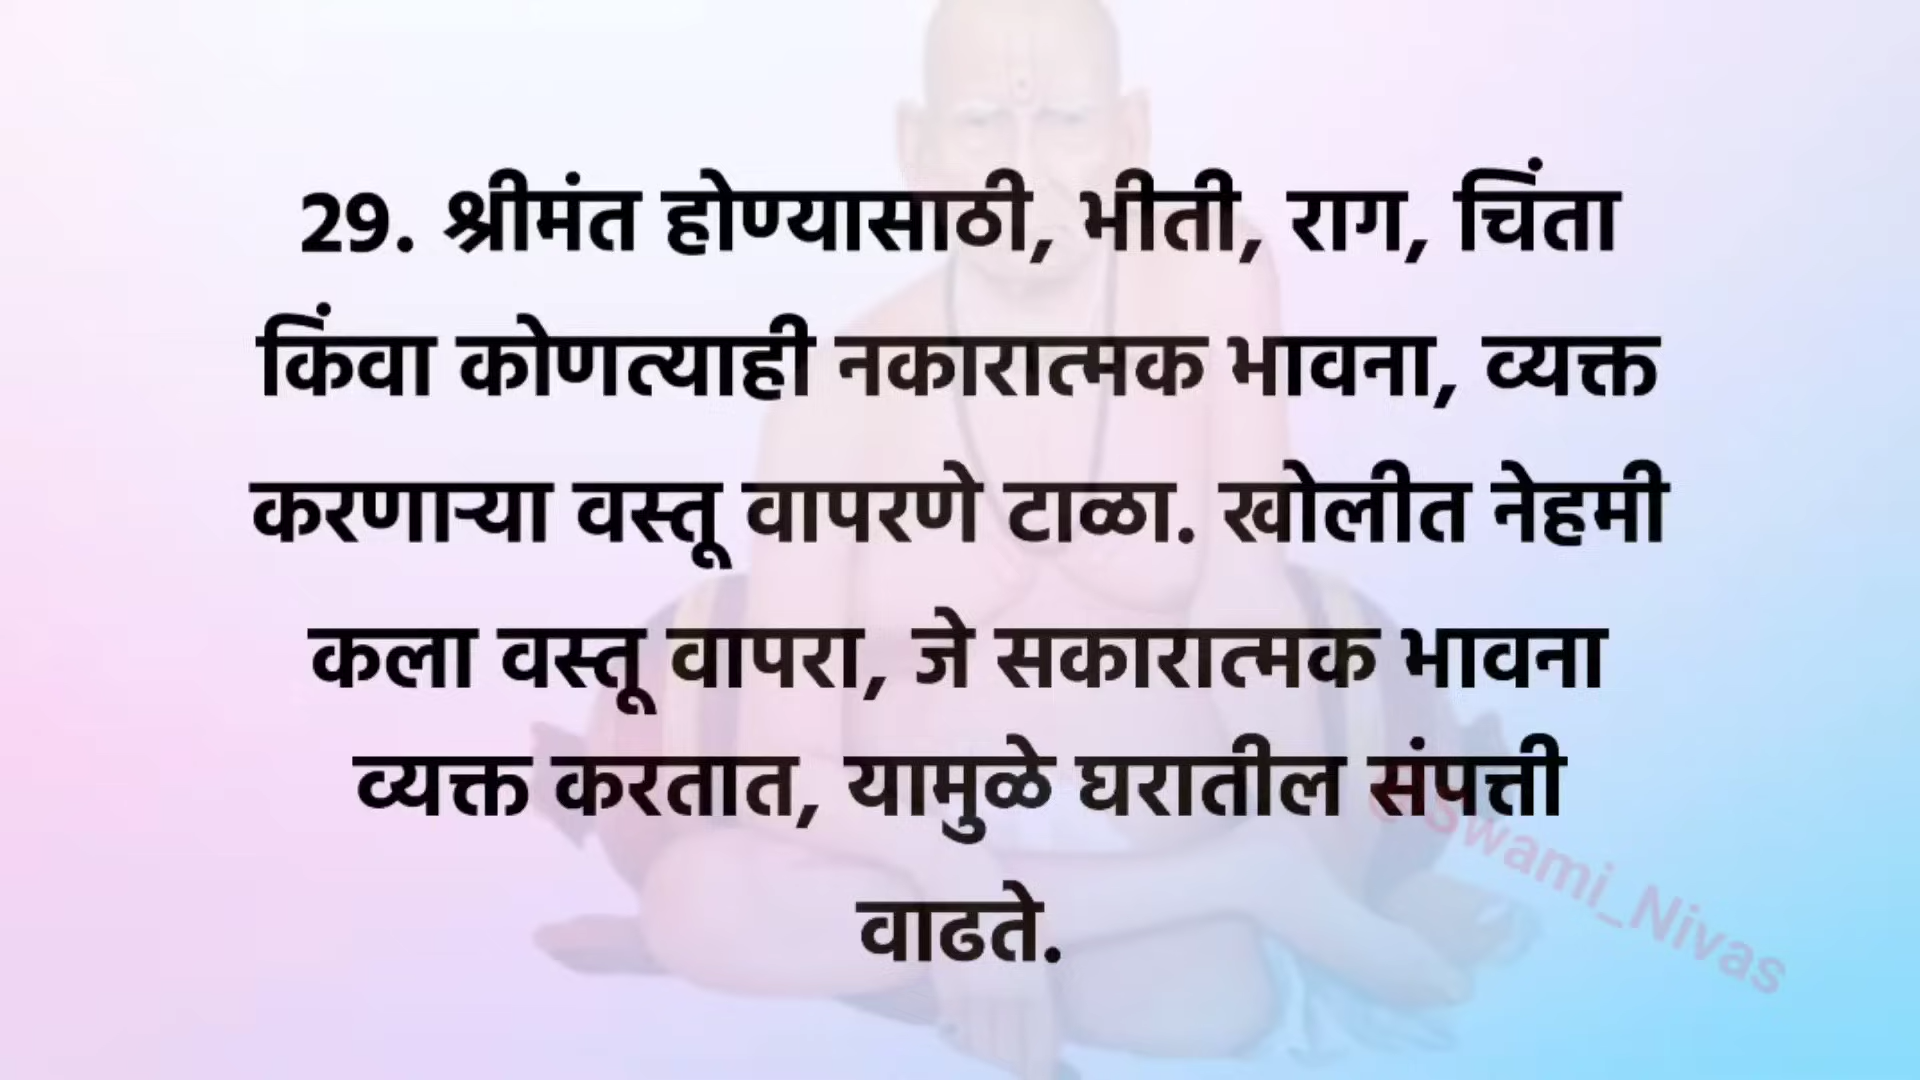 29. श्रीमंत होण्यासाठी, भीती, राग, चिंता
किंवा कोणत्याही नकारात्मक भावना, व्यक्त
करणाऱ्या वस्तू वापरणे टाळा. खोलीत नेहमी
कला वस्तू वापरा, जे सकारात्मक भावना
व्यक्त करतात, यामुळे घरातील संपत्ती
वाढते.
@Swami_Nivas